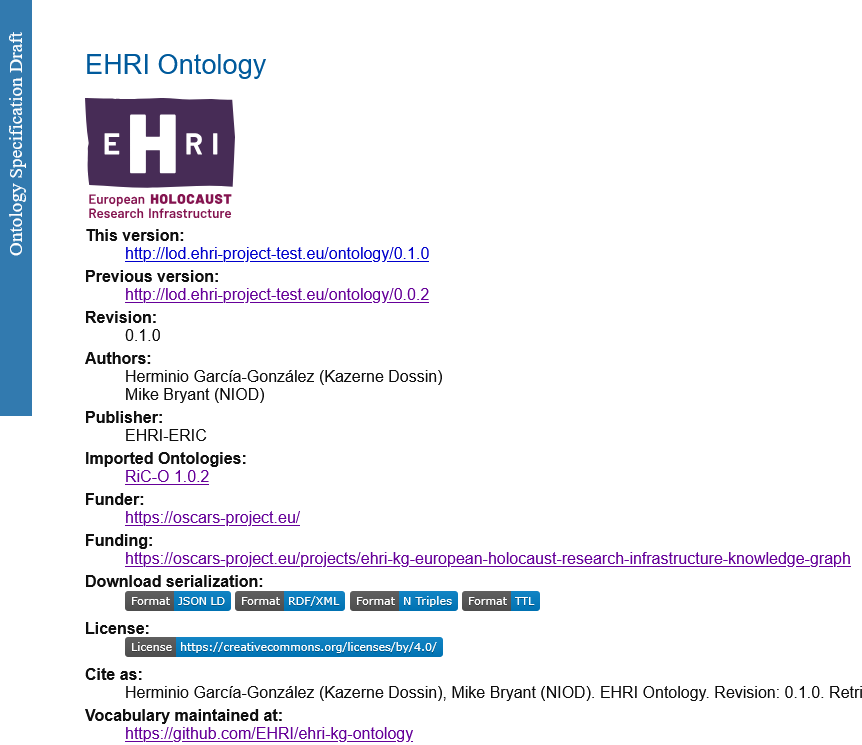 Ontology Specification Draft
EHRI Ontology
EHRI
European HOLOCAUST
Research Infrastructure
This version:
http://lod.ehri-project-test.eu/ontology/0.1.0
Previous version:
http://lod.ehri-project-test.eu/ontology/0.0.2
Revision:
0.1.0
Authors:
Herminio García-González (Kazerne Dossin)
Mike Bryant (NIOD)
Publisher:
EHRI-ERIC
Imported Ontologies:
RiC-O 1.0.2
Funder:
https://oscars-project.eu/
Funding:
https://oscars-project.eu/projects/ehri-kg-european-holocaust-research-infrastructure-knowledge-graph
Download serialization:
Format JSON LD Format RDF/XML Format N Triples Format TTL
License:
License https://creativecommons.org/licenses/by/4.0/
Cite as:
Herminio García-González (Kazerne Dossin), Mike Bryant (NIOD). EHRI Ontology. Revision: 0.1.0. Retri
Vocabulary maintained at:
https://github.com/EHRI/ehri-kg-ontology